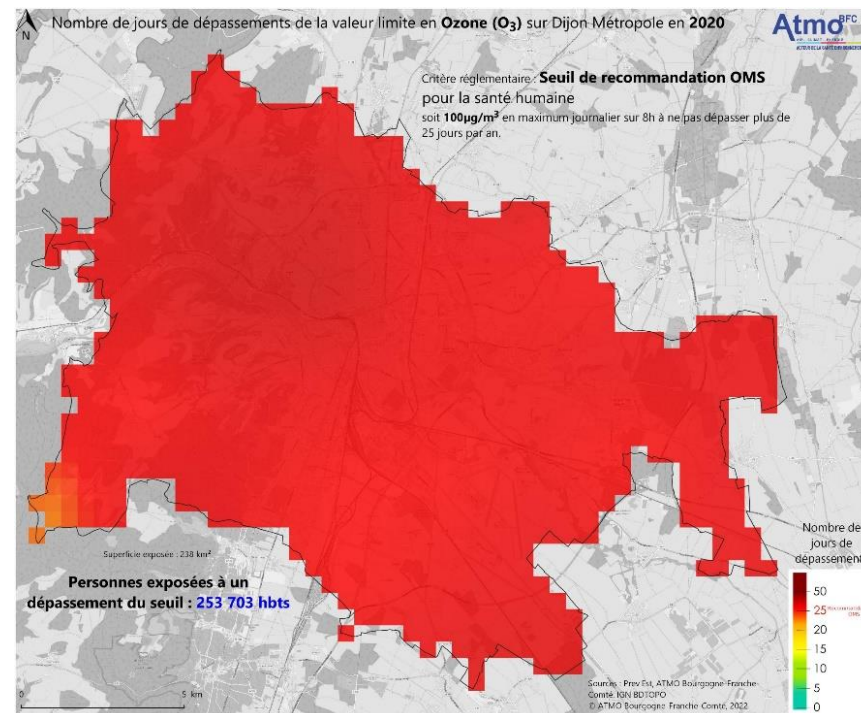 N
Nombre de jours de dépassements de la valeur limite en Ozone (O₃) sur Dijon Métropole en 2020
Atmo BFC
Critère réglementaire : Seuil de recommandation OMS
pour la santé humaine
soit 100µg/m³ en maximum journalier sur 8h à ne pas dépasser plus de
25 jours par an.
Superficie exposée : 238 km²
Personnes exposées à un
dépassement du seuil : 253 703 hbts
0 5 km
Nombre de
jours de
dépassement
50
25 Recommandation
OMS
20
15
10
5
0
Sources : Prev'Est, ATMO Bourgogne-Franche-
Comté, IGN BDTOPO
© ATMO Bourgogne-Franche-Comté, 2022